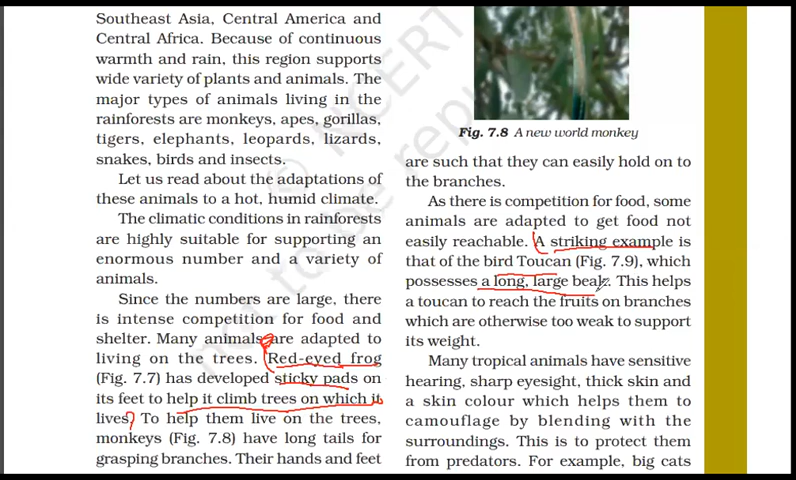 Southeast Asia, Central America and
Central Africa. Because of continuous
warmth and rain, this region supports
wide variety of plants and animals. The
major types of animals living in the
rainforests are monkeys, apes, gorillas,
tigers, elephants, leopards, lizards,
snakes, birds and insects.
Let us read about the adaptations of
these animals to a hot, humid climate.
The climatic conditions in rainforests
are highly suitable for supporting an
enormous number and a variety of
animals.
Since the numbers are large, there
is intense competition for food and
shelter. Many animals are adapted to
living on the trees. Red-eyed frog
(Fig. 7.7) has developed sticky pads on
its feet to help it climb trees on which it
lives. To help them live on the trees,
monkeys (Fig. 7.8) have long tails for
grasping branches. Their hands and feet
Fig. 7.8 A new world monkey
are such that they can easily hold on to
the branches.
As there is competition for food, some
animals are adapted to get food not
easily reachable. A striking example is
that of the bird Toucan (Fig. 7.9), which
possesses a long, large beak. This helps
a toucan to reach the fruits on branches
which are otherwise too weak to support
its weight.
Many tropical animals have sensitive
hearing, sharp eyesight, thick skin and
a skin colour which helps them to
camouflage by blending with the
surroundings. This is to protect them
from predators. For example, big cats
© NCERT
not to be repu